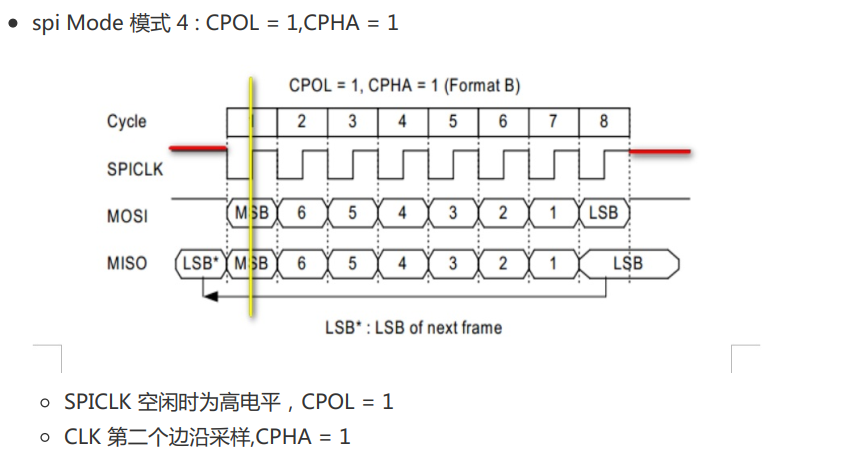 spi Mode 模式 4 : CPOL = 1,CPHA = 1
CPOL = 1, CPHA = 1 (Format B)
Cycle 1 2 3 4 5 6 7 8
SPICLK
MOSI MSB 6 5 4 3 2 1 LSB
MISO LSB* MSB 6 5 4 3 2 1 LSB
LSB* : LSB of next frame
SPICLK 空闲时为高电平，CPOL = 1
CLK 第二个边沿采样,CPHA = 1